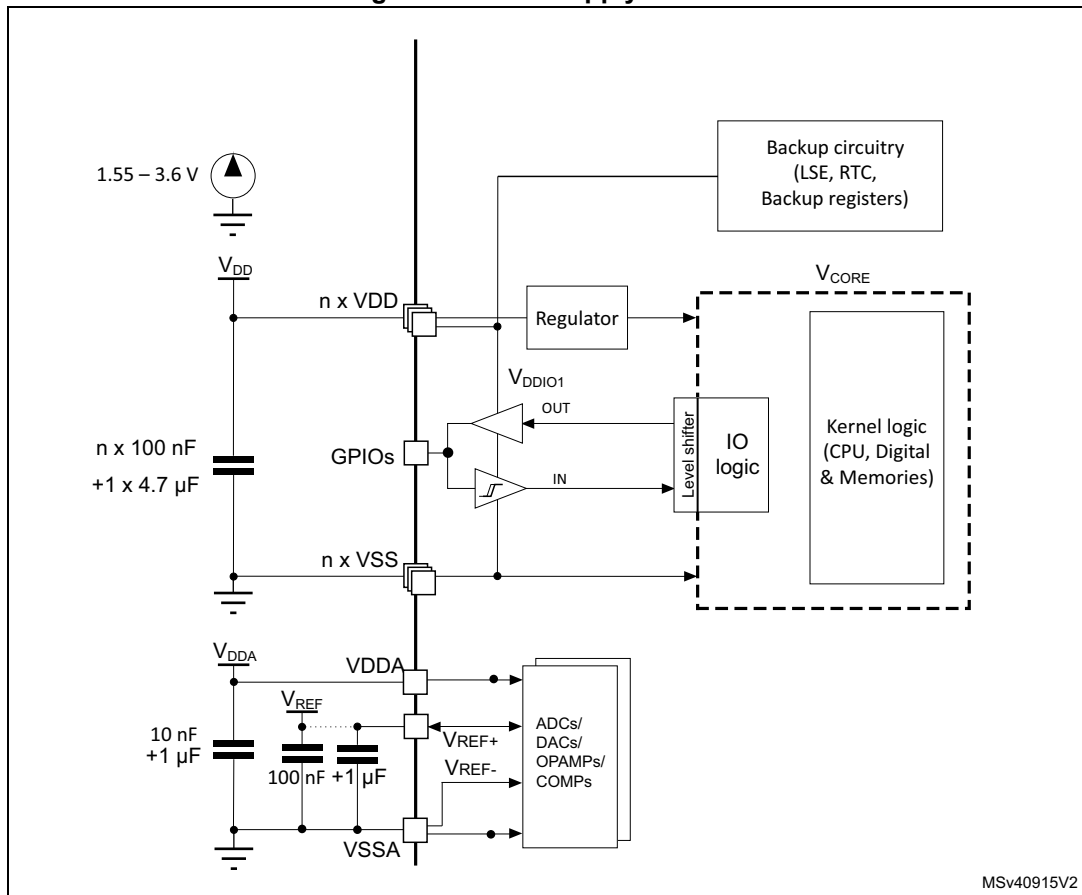 1.55 – 3.6 V
Backup circuitry
(LSE, RTC,
Backup registers)
VDD
VCORE
n x VDD
Regulator
VDDIO1
OUT
n x 100 nF
+1 x 4.7 µF
GPIOs
Level shifter
IO
logic
Kernel logic
(CPU, Digital
& Memories)
IN
n x VSS
VDDA
VDDA
VREF
10 nF
+1 µF
100 nF
+1 µF
VREF+
VREF-
ADCs/
DACs/
OPAMPs/
COMPs
VSSA
MSv40915V2